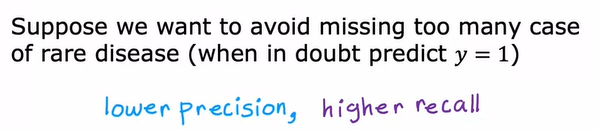 Suppose we want to avoid missing too many case
of rare disease (when in doubt predict y = 1)
lower precision, higher recall